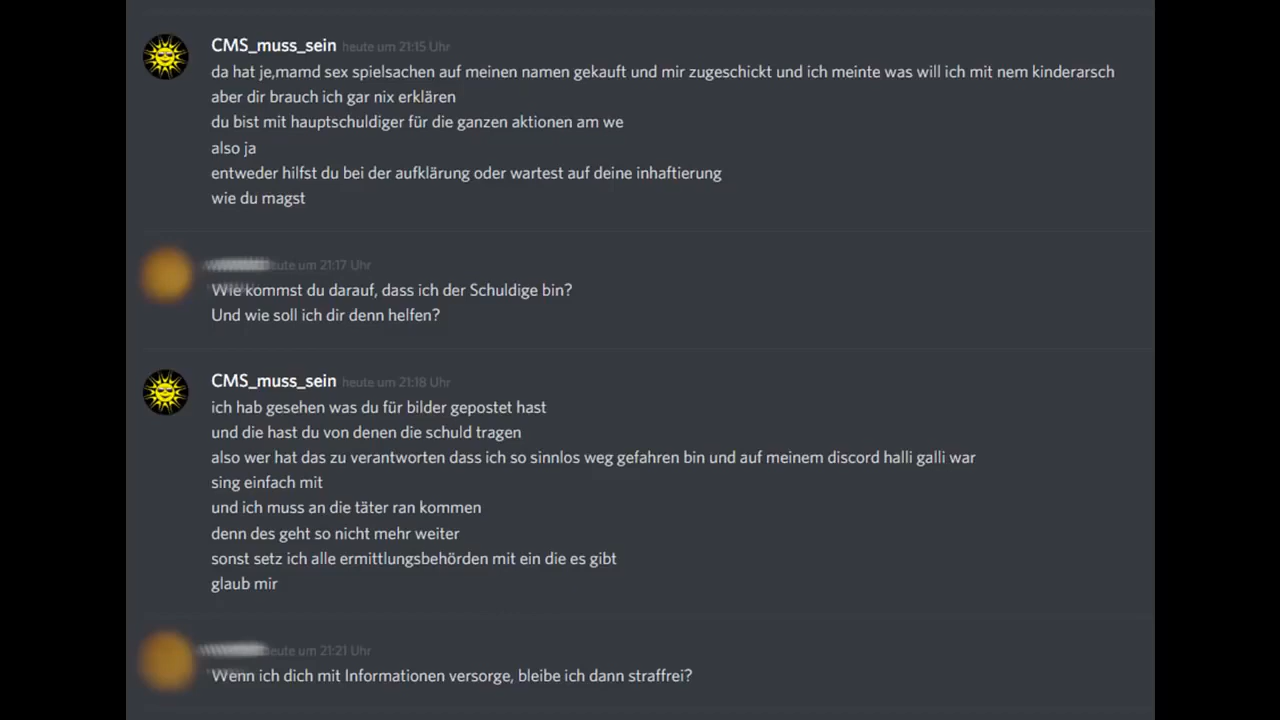 CMS_muss_sein heute um 21:15 Uhr
da hat je,mamd sex spielsachen auf meinen namen gekauft und mir zugeschickt und ich meinte was will ich mit nem kinderarsch
aber dir brauch ich gar nix erklären
du bist mit hauptschuldiger für die ganzen aktionen am we
also ja
entweder hilfst du bei der aufklärung oder wartest auf deine inhaftierung
wie du magst
eute um 21:17 Uhr
Wie kommst du darauf, dass ich der Schuldige bin?
Und wie soll ich dir denn helfen?
CMS_muss_sein heute um 21:18 Uhr
ich hab gesehen was du für bilder gepostet hast
und die hast du von denen die schuld tragen
also wer hat das zu verantworten dass ich so sinnlos weg gefahren bin und auf meinem discord halli galli war
sing einfach mit
und ich muss an die täter ran kommen
denn des geht so nicht mehr weiter
sonst setz ich alle ermittlungsbehörden mit ein die es gibt
glaub mir
eute um 21:21 Uhr
Wenn ich dich mit Informationen versorge, bleibe ich dann straffrei?